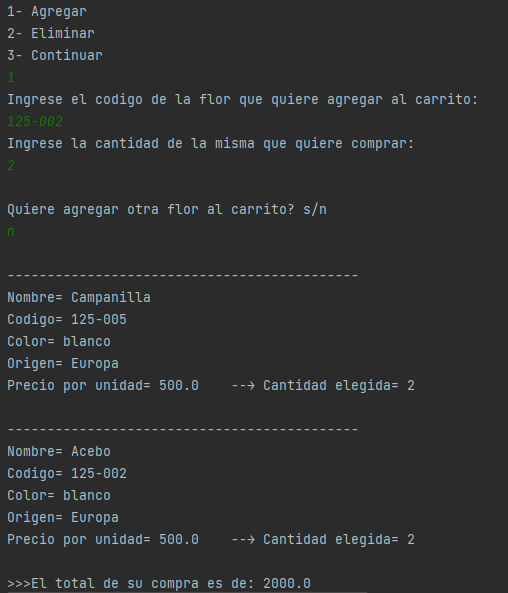 1- Agregar
2- Eliminar
3- Continuar
1
Ingrese el codigo de la flor que quiere agregar al carrito:
125-002
Ingrese la cantidad de la misma que quiere comprar:
2
Quiere agregar otra flor al carrito? s/n
n
--------------------------------------------
Nombre= Campanilla
Codigo= 125-005
Color= blanco
Origen= Europa
Precio por unidad= 500.0    --→ Cantidad elegida= 2
--------------------------------------------
Nombre= Acebo
Codigo= 125-002
Color= blanco
Origen= Europa
Precio por unidad= 500.0    --→ Cantidad elegida= 2
>>>El total de su compra es de: 2000.0